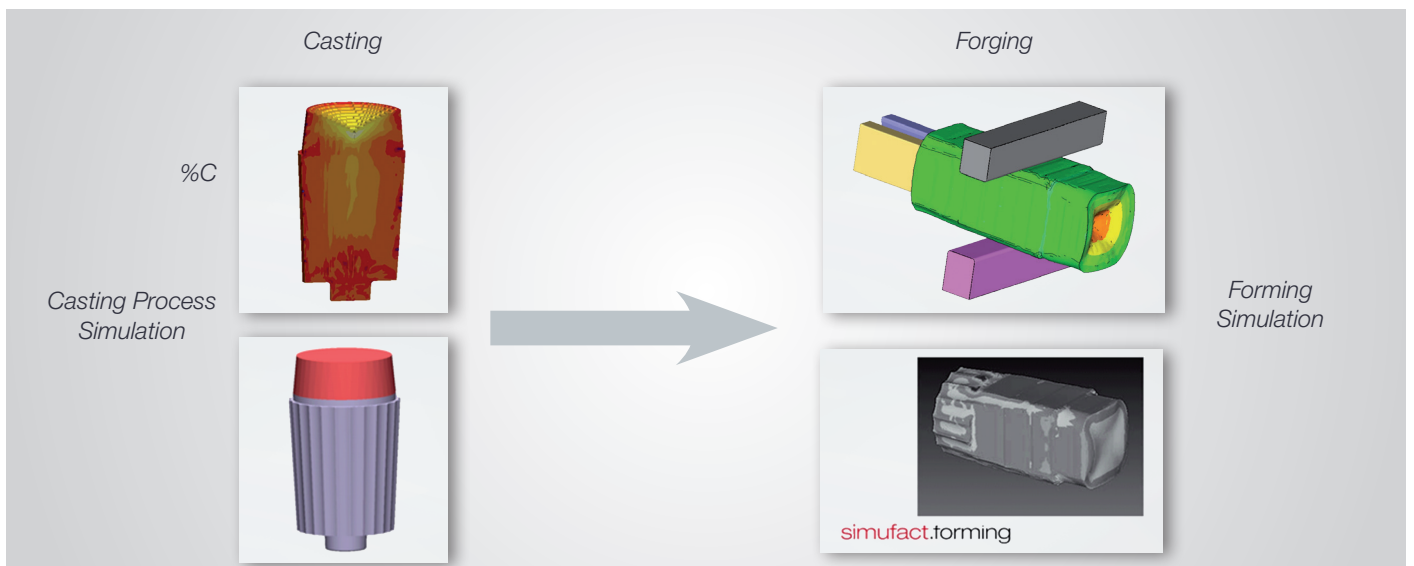 Casting
Forging
%C
Casting Process
Simulation
Forming
Simulation
simufact.forming